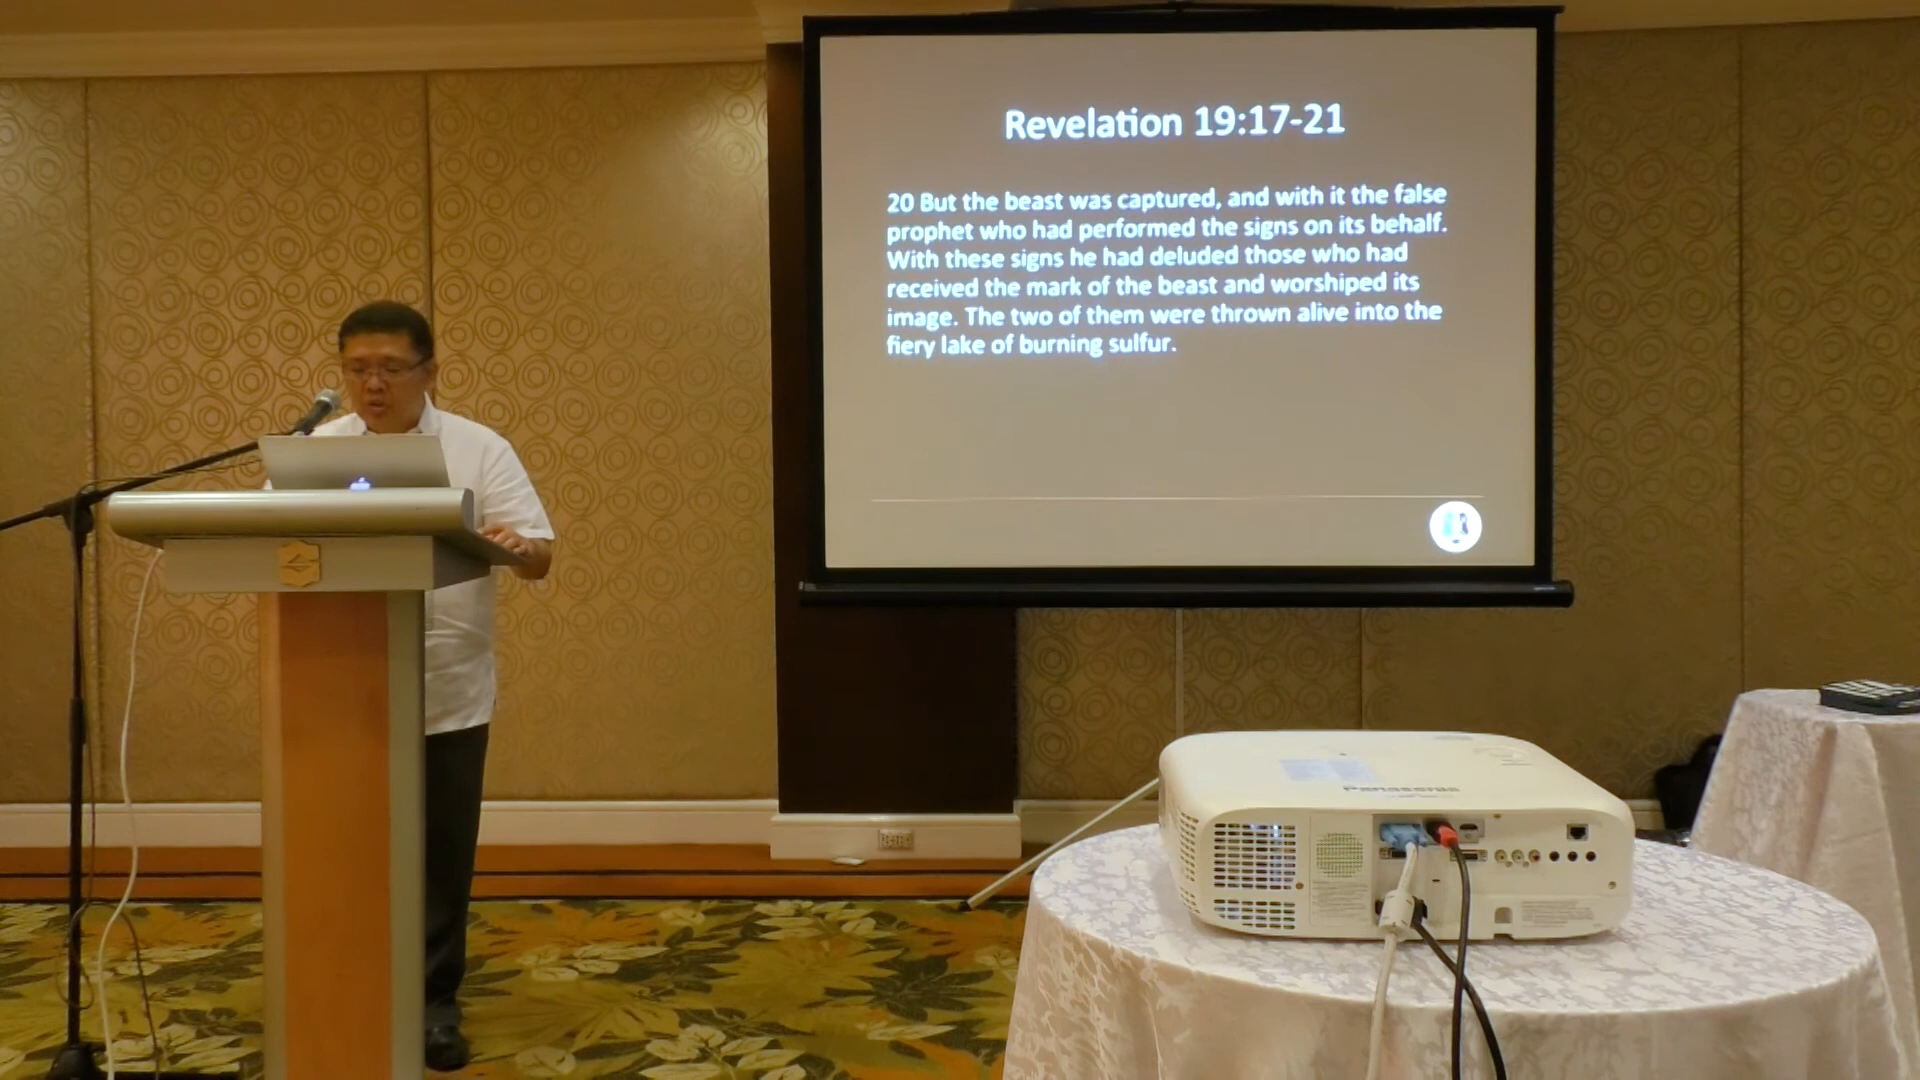 Revelation 19:17-21
20 But the beast was captured, and with it the false
prophet who had performed the signs on its behalf.
With these signs he had deluded those who had
received the mark of the beast and worshiped its
image. The two of them were thrown alive into the
fiery lake of burning sulfur.
Panasonic